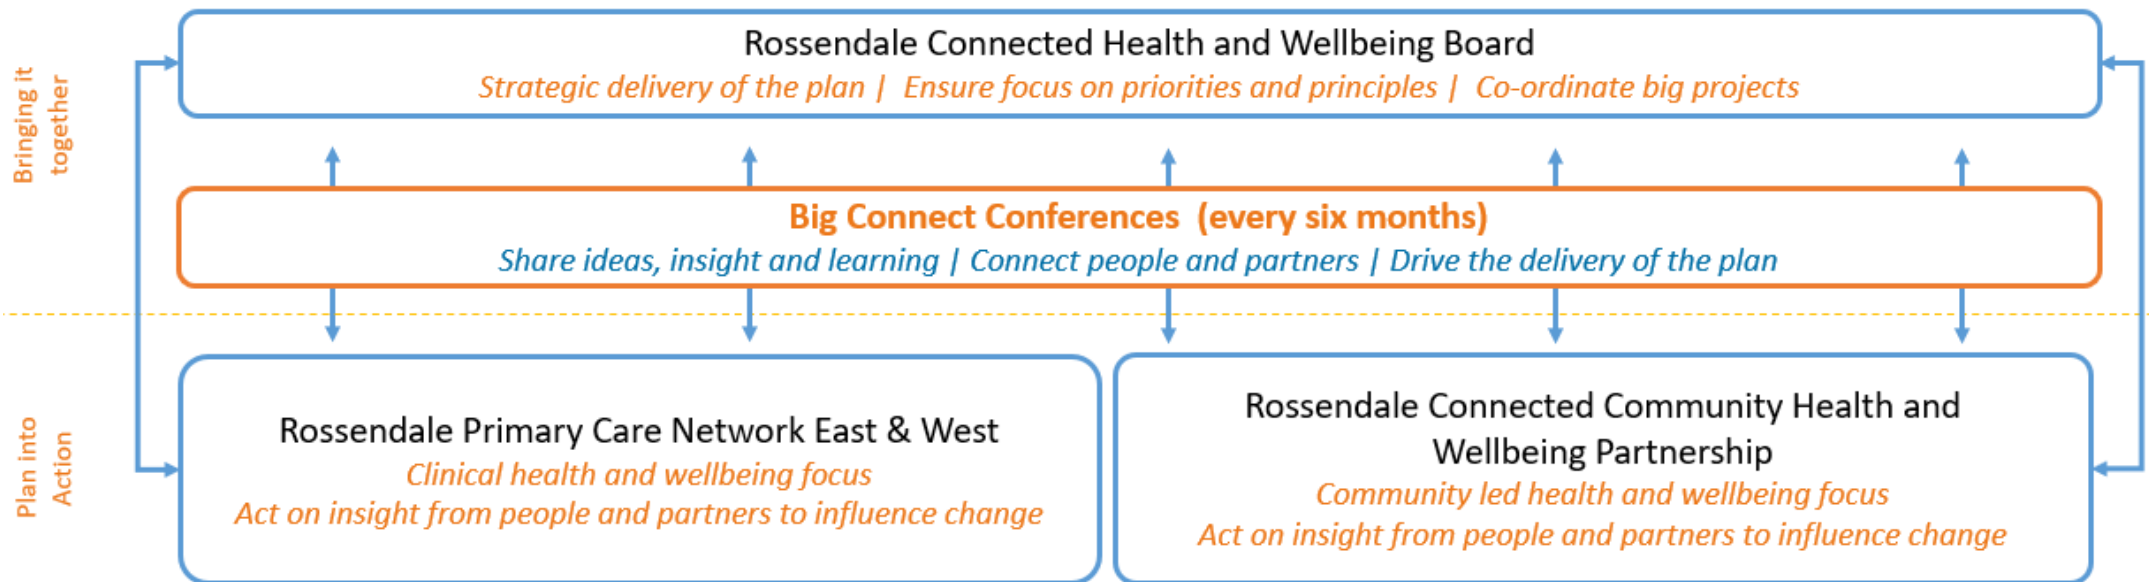 Bringing it
together
Rossendale Connected Health and Wellbeing Board
Strategic delivery of the plan | Ensure focus on priorities and principles | Co-ordinate big projects
Big Connect Conferences (every six months)
Share ideas, insight and learning | Connect people and partners | Drive the delivery of the plan
Plan into
Action
Rossendale Primary Care Network East & West
Clinical health and wellbeing focus
Act on insight from people and partners to influence change
Rossendale Connected Community Health and
Wellbeing Partnership
Community led health and wellbeing focus
Act on insight from people and partners to influence change